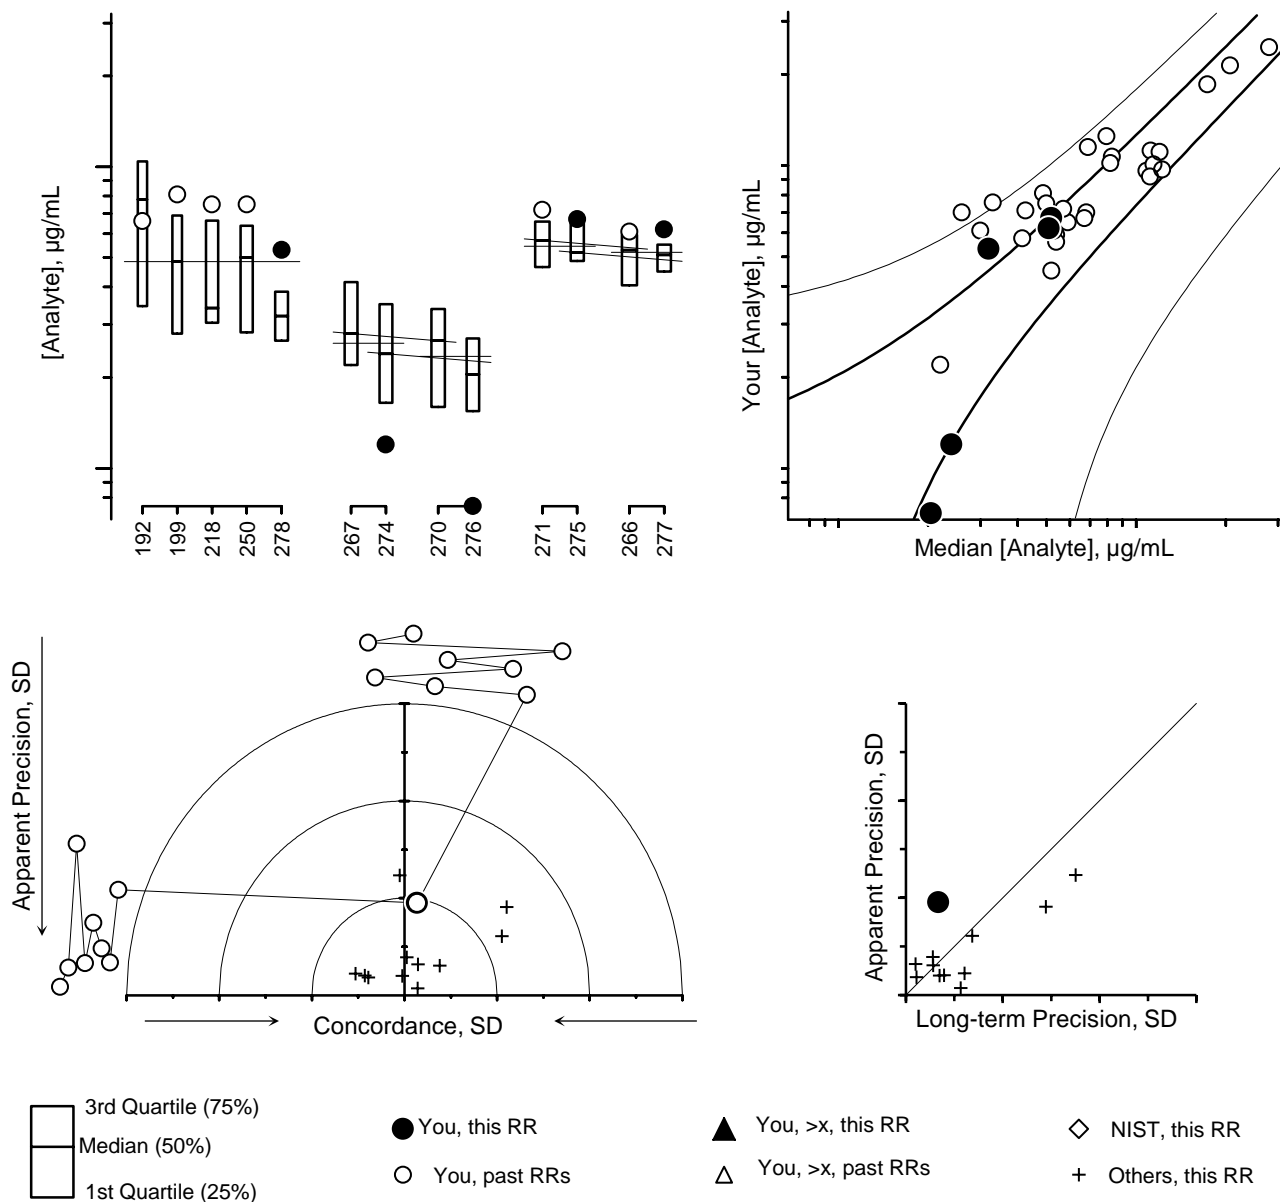 [Analyte], µg/mL
192
199
218
250
278
267
274
270
276
271
275
266
277
Your [Analyte], µg/mL
Median [Analyte], µg/mL
Apparent Precision, SD
Concordance, SD
Apparent Precision, SD
Long-term Precision, SD
3rd Quartile (75%)
Median (50%)
1st Quartile (25%)
You, this RR
You, past RRs
You, >x, this RR
You, >x, past RRs
NIST, this RR
Others, this RR